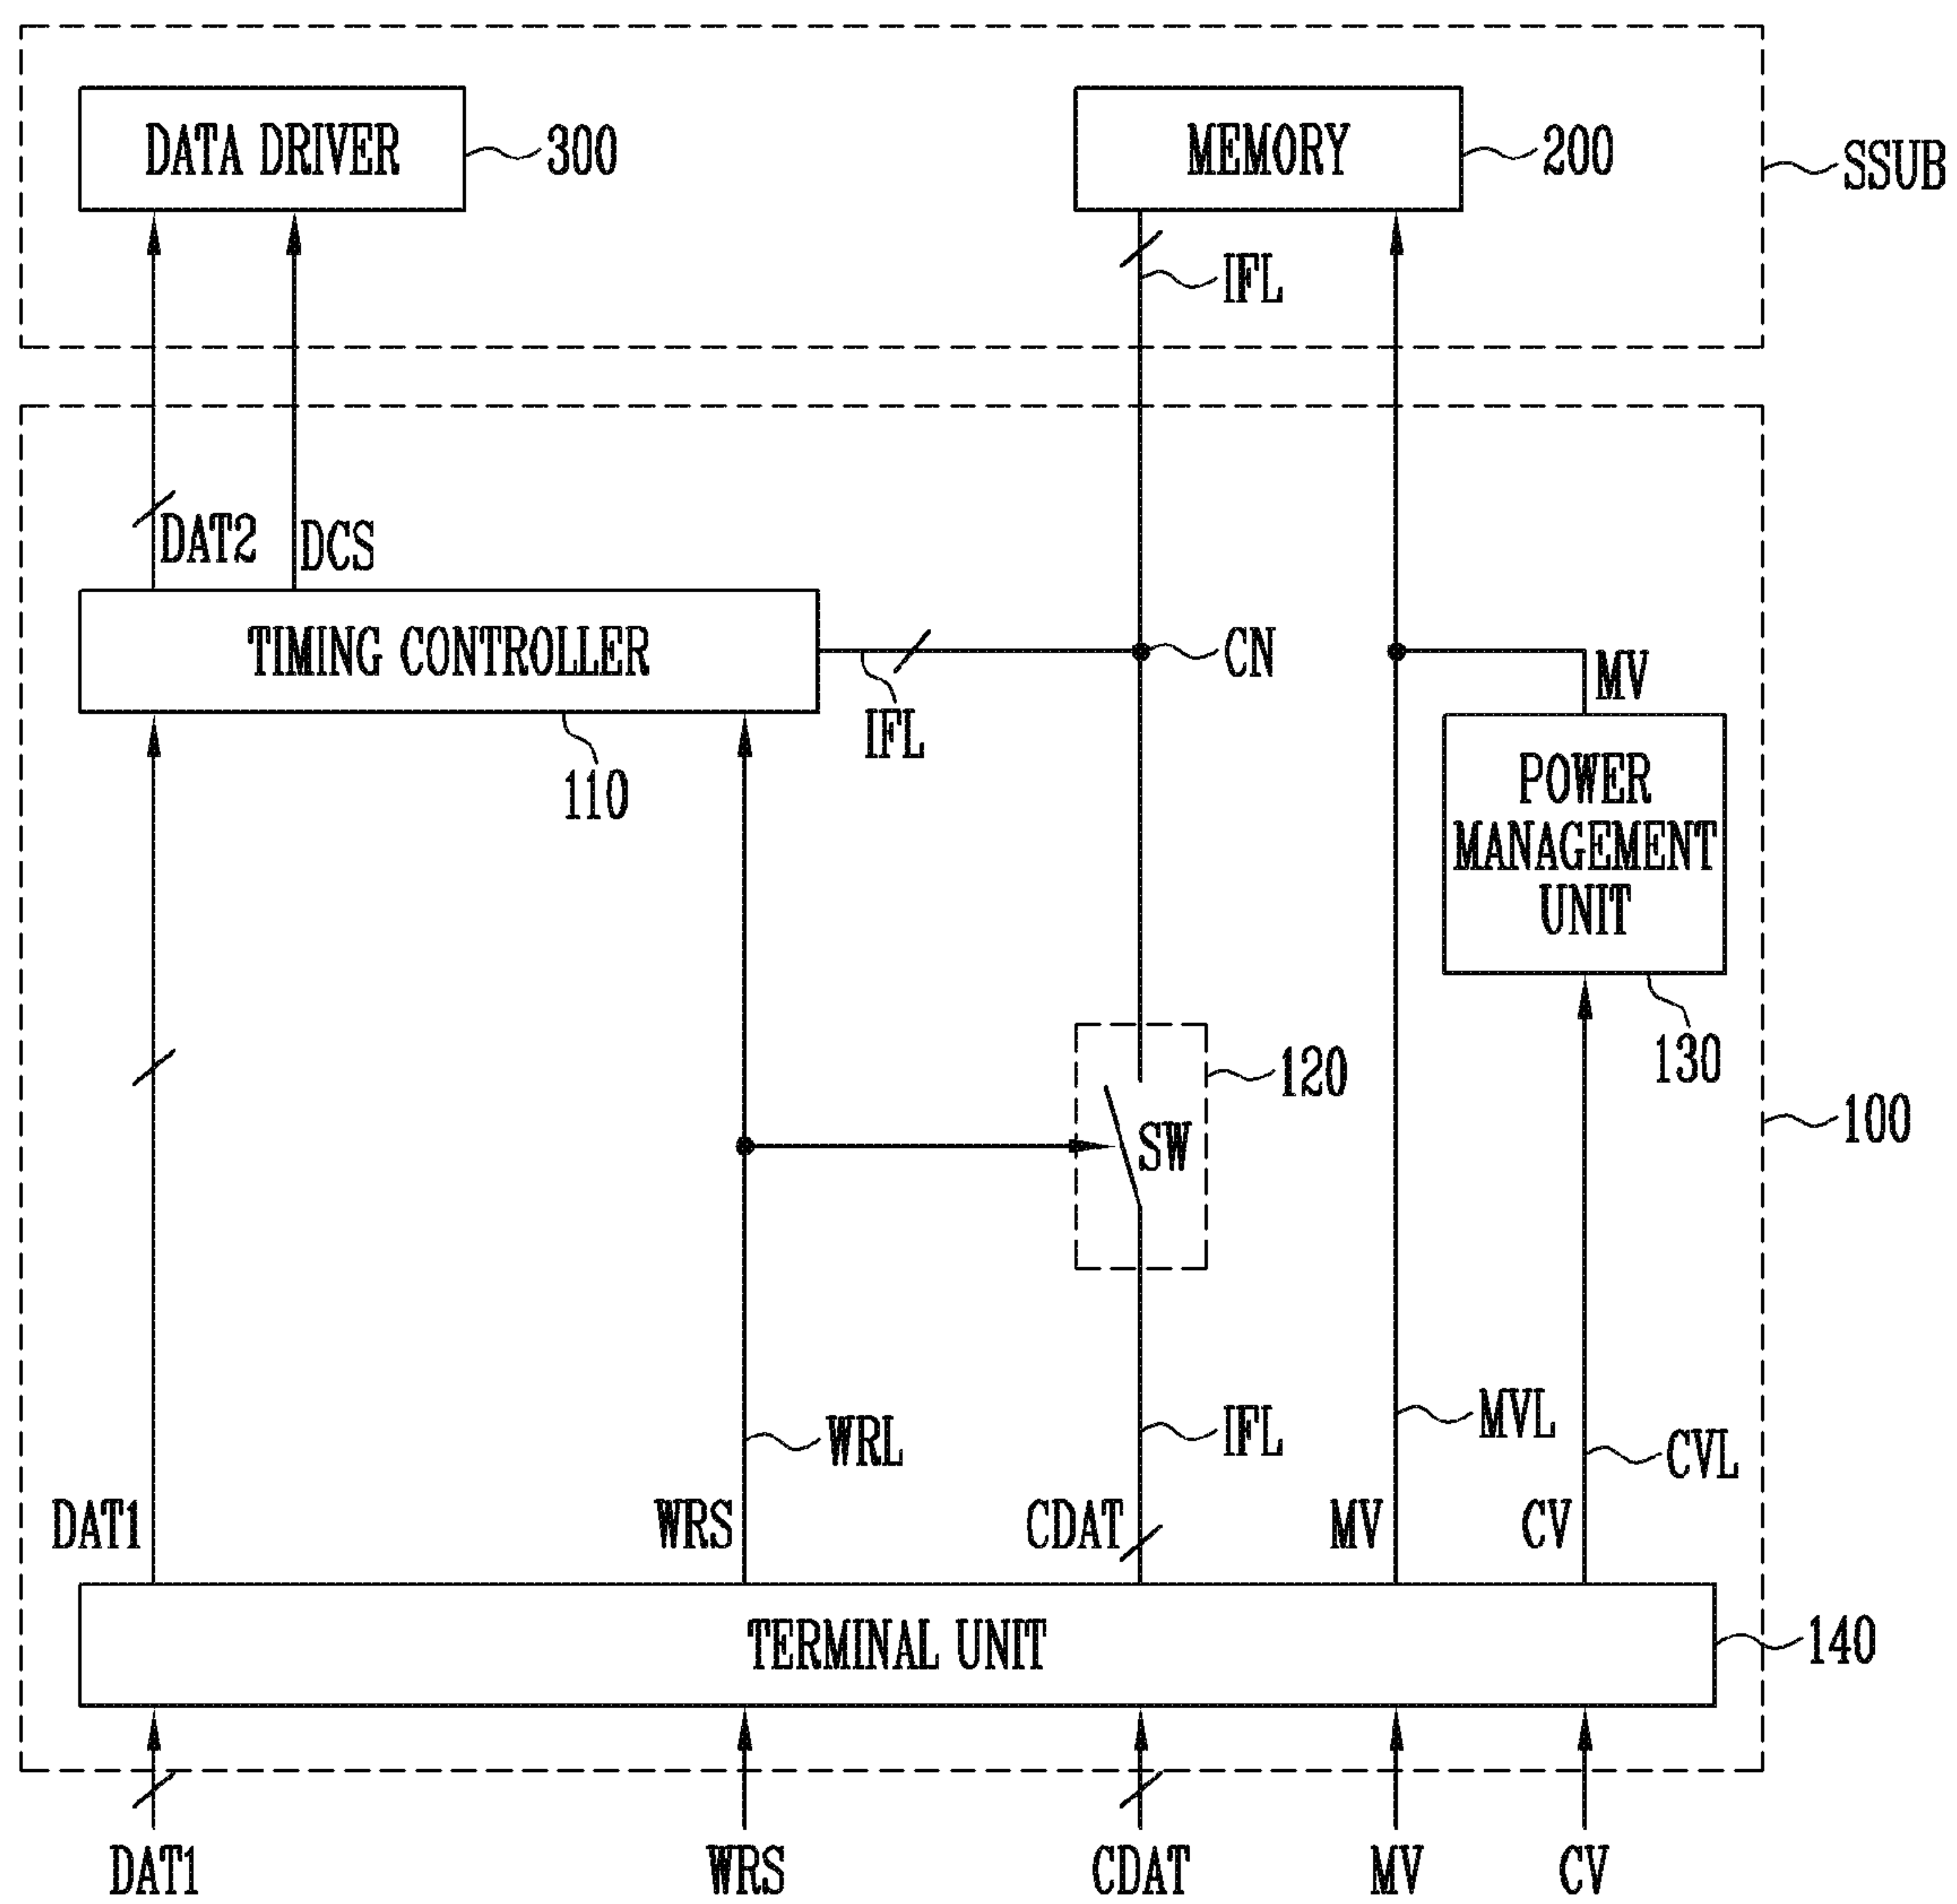 DATA DRIVER
300
MEMORY
200
SSUB
IFL
DAT2
DCS
TIMING CONTROLLER
CN
MV
IFL
110
POWER
MANAGEMENT
UNIT
130
120
SW
100
WRL
IFL
MVL
CVL
DAT1
WRS
CDAT
MV
CV
TERMINAL UNIT
140
DAT1
WRS
CDAT
MV
CV